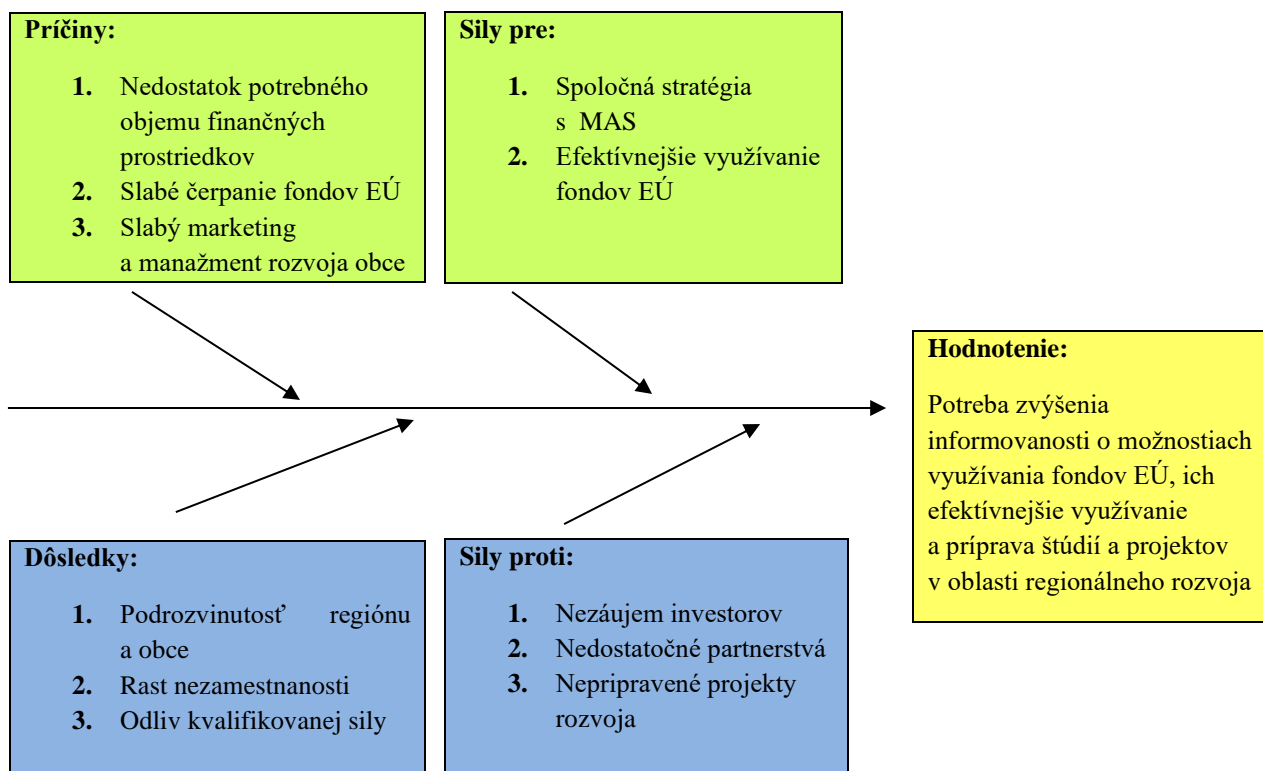 Príčiny:
1. Nedostatok potrebného
objemu finančných
prostriedkov
2. Slabé čerpanie fondov EÚ
3. Slabý marketing
a manažment rozvoja obce
Sily pre:
1. Spoločná stratégia
s MAS
2. Efektívnejšie využívanie
fondov EÚ
Hodnotenie:
Potreba zvýšenia
informovanosti o možnostiach
využívania fondov EÚ, ich
efektívnejšie využívanie
a príprava štúdií a projektov
v oblasti regionálneho rozvoja
Dôsledky:
1. Podrozvinutosť regiónu
a obce
2. Rast nezamestnanosti
3. Odliv kvalifikovanej sily
Sily proti:
1. Nezáujem investorov
2. Nedostatočné partnerstvá
3. Nepripravené projekty
rozvoja